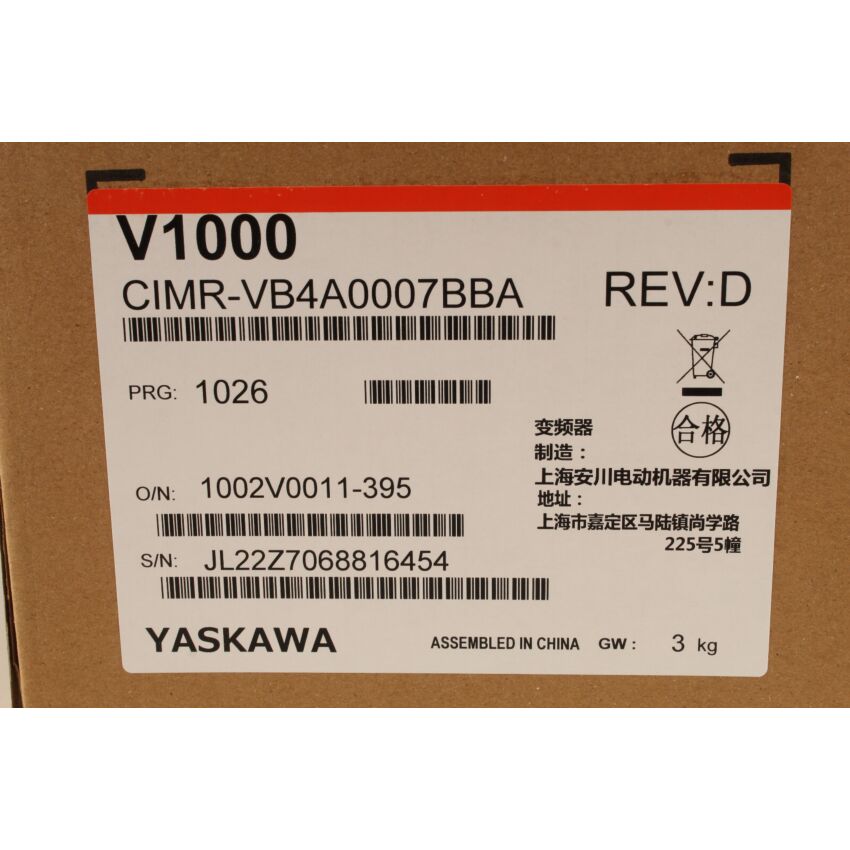 V1000
CIMR-VB4A0007BBA
REV:D
PRG: 1026
合格
变频器
制造：
上海安川电动机器有限公司
地址：
上海市嘉定区马陆镇尚学路
225号5幢
O/N: 1002V0011-395
S/N: JL22Z7068816454
YASKAWA
ASSEMBLED IN CHINA GW: 3 kg